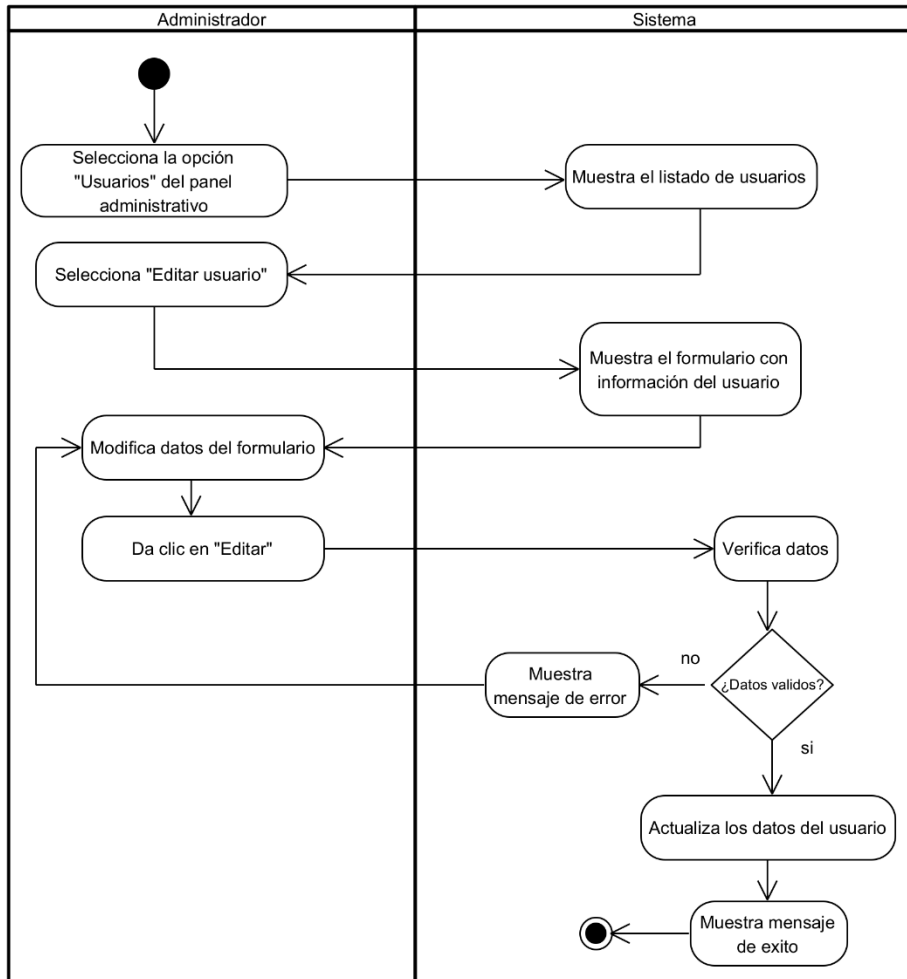 Administrador
Sistema
Selecciona la opción
"Usuarios" del panel
administrativo
Muestra el listado de usuarios
Selecciona "Editar usuario"
Muestra el formulario con
información del usuario
Modifica datos del formulario
Da clic en "Editar"
Verifica datos
¿Datos validos?
no
Muestra
mensaje de error
si
Actualiza los datos del usuario
Muestra mensaje
de exito